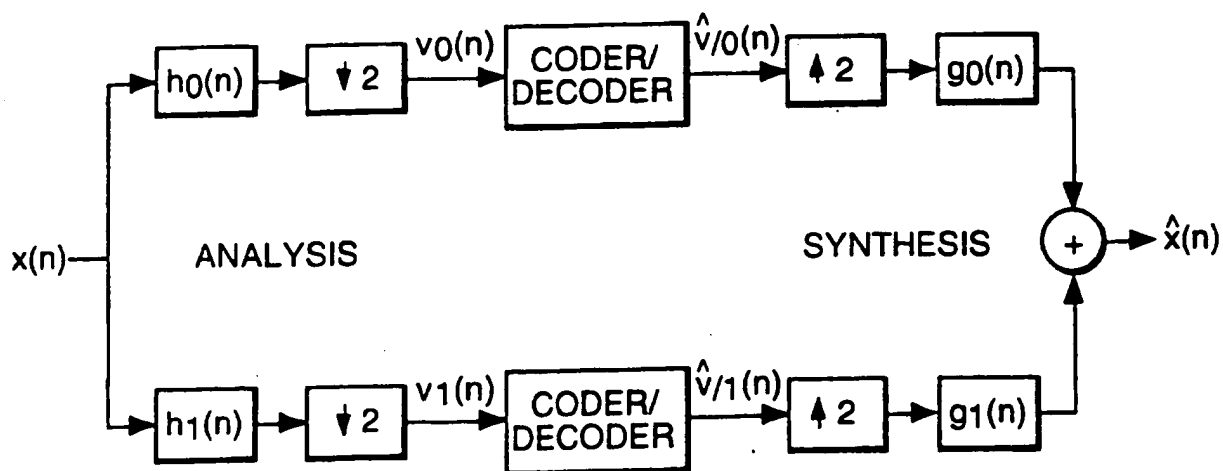 h0(n)
↓ 2
v0(n)
CODER/
DECODER
v̂/0(n)
↑ 2
g0(n)
x(n)
ANALYSIS
SYNTHESIS
+
x̂(n)
h1(n)
↓ 2
v1(n)
CODER/
DECODER
v̂/1(n)
↑ 2
g1(n)